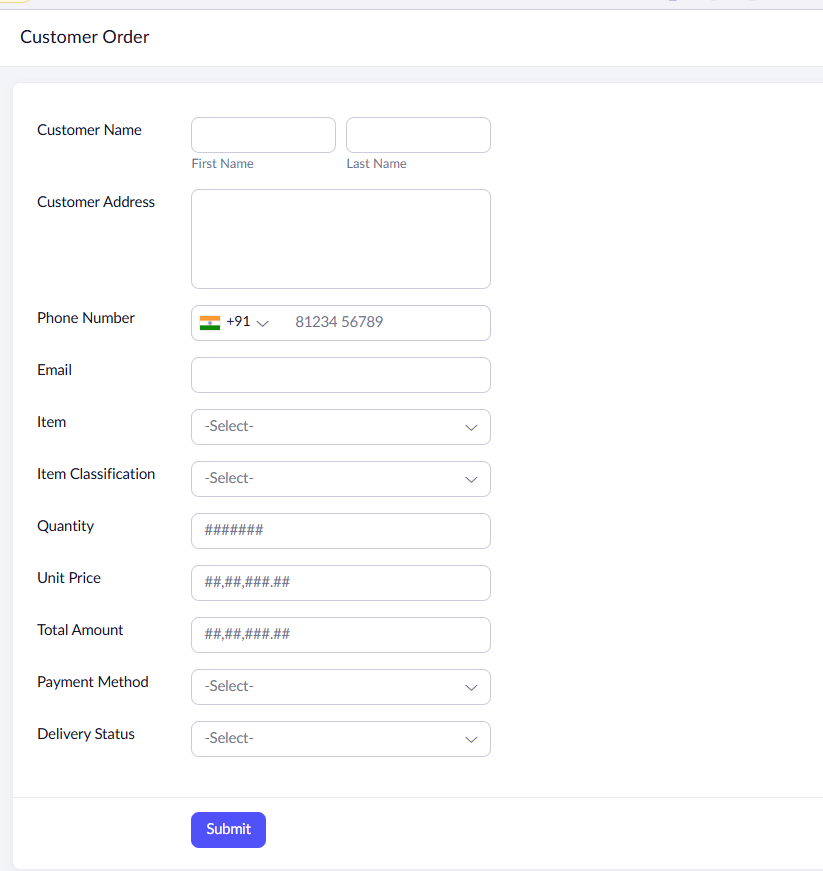 Customer Order
Customer Name
First Name
Last Name
Customer Address
Phone Number
+91
81234 56789
Email
Item
-Select-
Item Classification
-Select-
Quantity
#######
Unit Price
##,##,###.##
Total Amount
##,##,###.##
Payment Method
-Select-
Delivery Status
-Select-
Submit